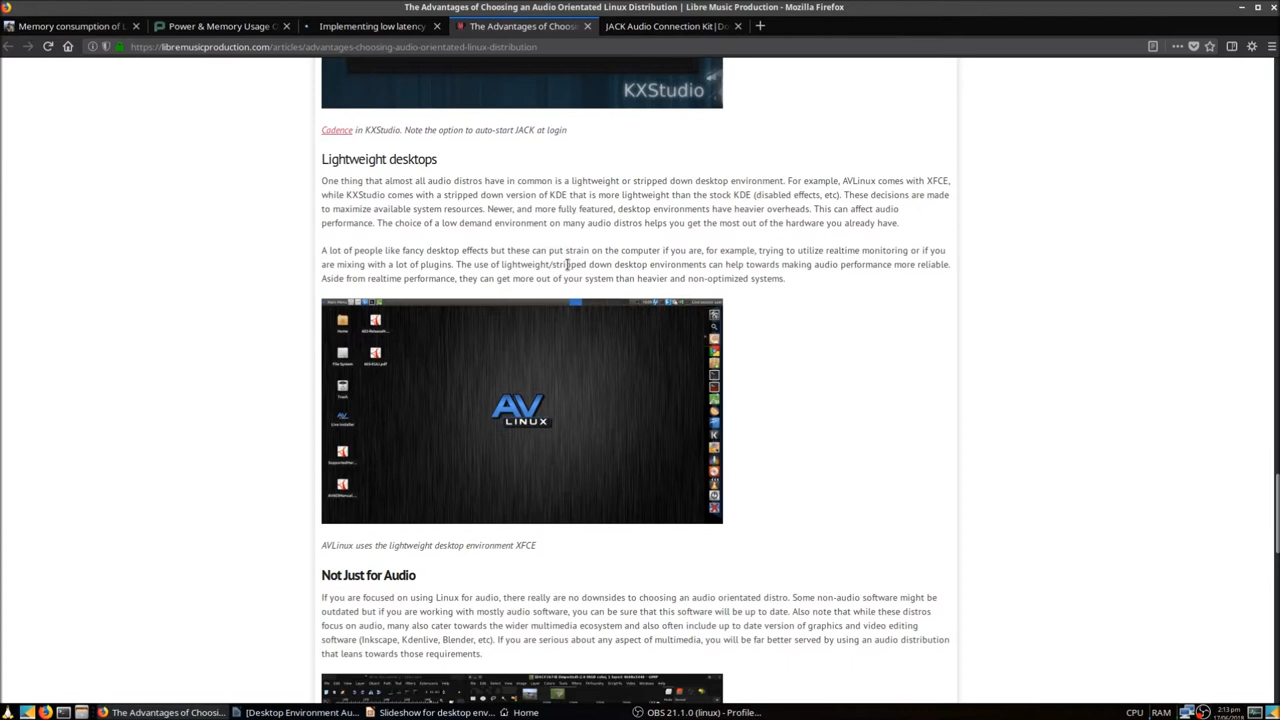 The Advantages of Choosing an Audio Orientated Linux Distribution | Libre Music Production - Mozilla Firefox
Memory consumption of L
Power & Memory Usage O
Implementing low latency
The Advantages of Choosi
JACK Audio Connection Kit|Do
https://libremusicproduction.com/articles/advantages-choosing-audio-orientated-linux-distribution
KXStudio
Cadence in KXStudio. Note the option to auto-start JACK at login
Lightweight desktops
One thing that almost all audio distros have in common is a lightweight or stripped down desktop environment. For example, AVLinux comes with XFCE,
while KXStudio comes with a stripped down version of KDE that is more lightweight than the stock KDE (disabled effects, etc). These decisions are made
to maximize available system resources. Newer, and more fully featured, desktop environments have heavier overheads. This can affect audio
performance. The choice of a low demand environment on many audio distros helps you get the most out of the hardware you already have.
A lot of people like fancy desktop effects but these can put strain on the computer if you are, for example, trying to utilize realtime monitoring or if you
are mixing with a lot of plugins. The use of lightweight/stripped down desktop environments can help towards making audio performance more reliable.
Aside from realtime performance, they can get more out of your system than heavier and non-optimized systems.
Home
File System
Trash
Live Installer
AV
LINUX
AVLinux uses the lightweight desktop environment XFCE
Not Just for Audio
If you are focused on using Linux for audio, there really are no downsides to choosing an audio orientated distro. Some non-audio software might be
outdated but if you are working with mostly audio software, you can be sure that this software will be up to date. Also note that while these distros
focus on audio, many also cater towards the wider multimedia ecosystem and also often include up to date version of graphics and video editing
software (Inkscape, Kdenlive, Blender, etc). If you are serious about any aspect of multimedia, you will be far better served by using an audio distribution
that leans towards those requirements.
The Advantages of Choosi...
[Desktop Environment Au...
Slideshow for desktop env...
Home
OBS 21.1.0 (linux) - Profile...
CPU
RAM
2:13 pm
17/06/2018